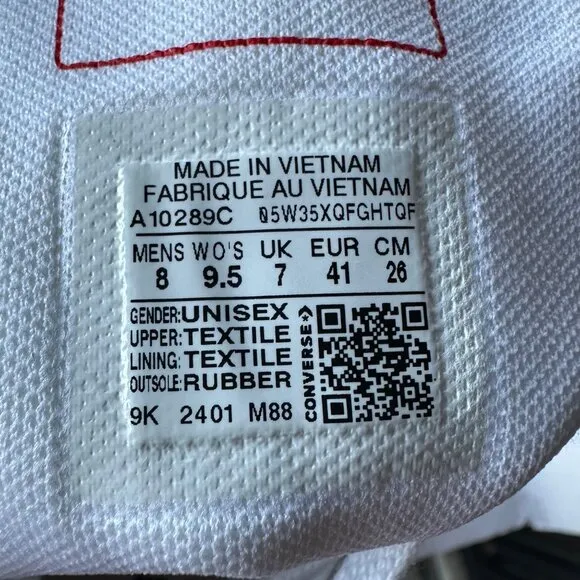 MADE IN VIETNAM
FABRIQUE AU VIETNAM
A10289C 05W35XQFGHTQF
MENS WO'S UK EUR CM
8 9.5 7 41 26
GENDER: UNISEX
UPPER: TEXTILE
LINING: TEXTILE
OUTSOLE: RUBBER
9K 2401 M88
CONVERSE